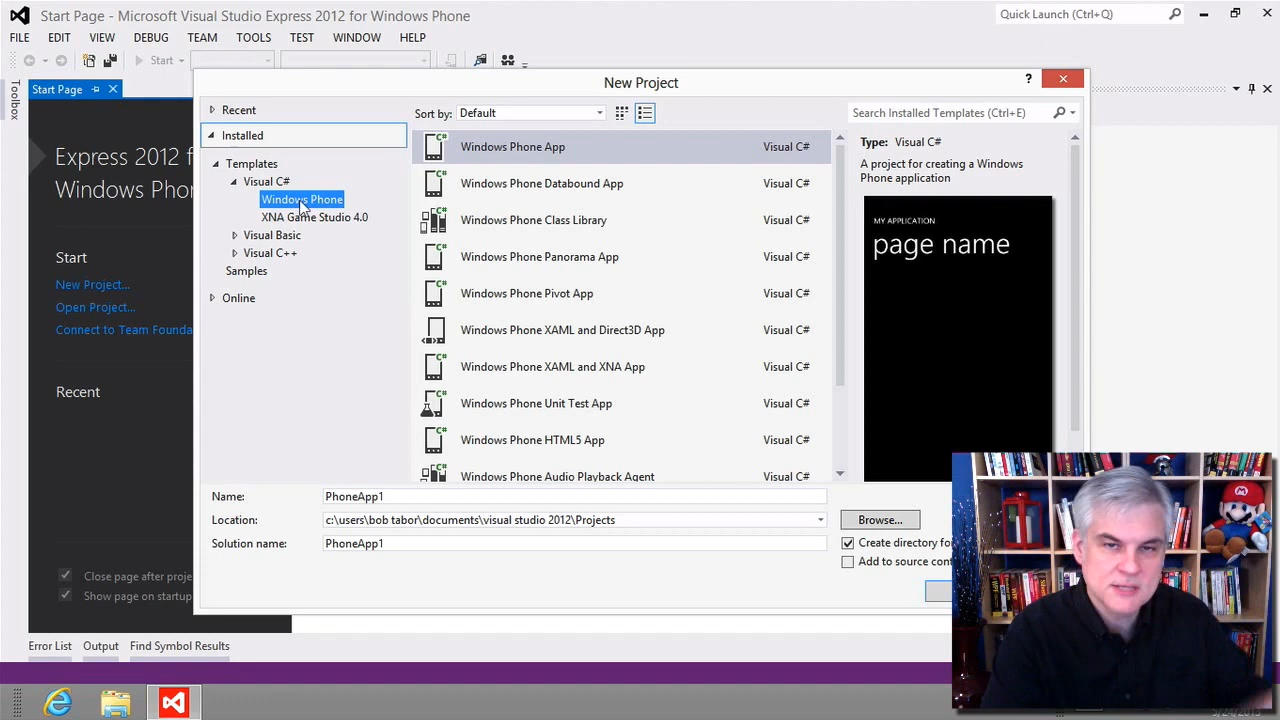 Start Page - Microsoft Visual Studio Express 2012 for Windows Phone
Quick Launch (Ctrl+Q)
FILE EDIT VIEW DEBUG TEAM TOOLS TEST WINDOW HELP
Start
Toolbox
Start Page
Express 2012 f
Windows Phor
Start
New Project...
Open Project...
Connect to Team Founda
Recent
Close page after proje
Show page on startup
New Project
?
Recent
Installed
Templates
Visual C#
Windows Phone
XNA Game Studio 4.0
Visual Basic
Visual C++
Samples
Online
Sort by: Default
Search Installed Templates (Ctrl+E)
Windows Phone App Visual C#
Windows Phone Databound App Visual C#
Windows Phone Class Library Visual C#
Windows Phone Panorama App Visual C#
Windows Phone Pivot App Visual C#
Windows Phone XAML and Direct3D App Visual C#
Windows Phone XAML and XNA App Visual C#
Windows Phone Unit Test App Visual C#
Windows Phone HTML5 App Visual C#
Windows Phone Audio Playback Agent Visual C#
Type: Visual C#
A project for creating a Windows
Phone application
MY APPLICATION
page name
Name: PhoneApp1
Location: c:\users\bob tabor\documents\visual studio 2012\Projects
Browse...
Solution name: PhoneApp1
Create directory fo
Add to source cont
Error List Output Find Symbol Results